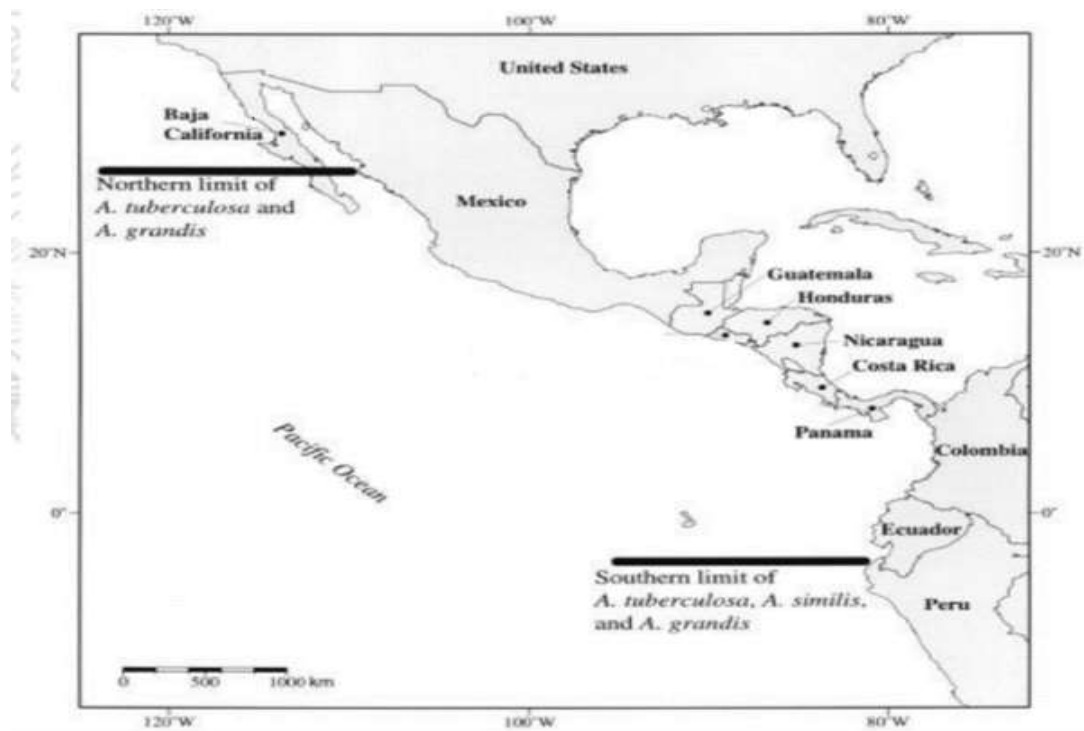 120°W
100°W
80°W
United States
Baja
California
Northern limit of
A. tuberculosa and
A. grandis
Mexico
20°N
20°N
Guatemala
Honduras
Nicaragua
Costa Rica
Panama
Colombia
Pacific Ocean
0°
0°
Ecuador
Southern limit of
A. tuberculosa, A. similis,
and A. grandis
Peru
0
500
1000 km
120°W
100°W
80°W